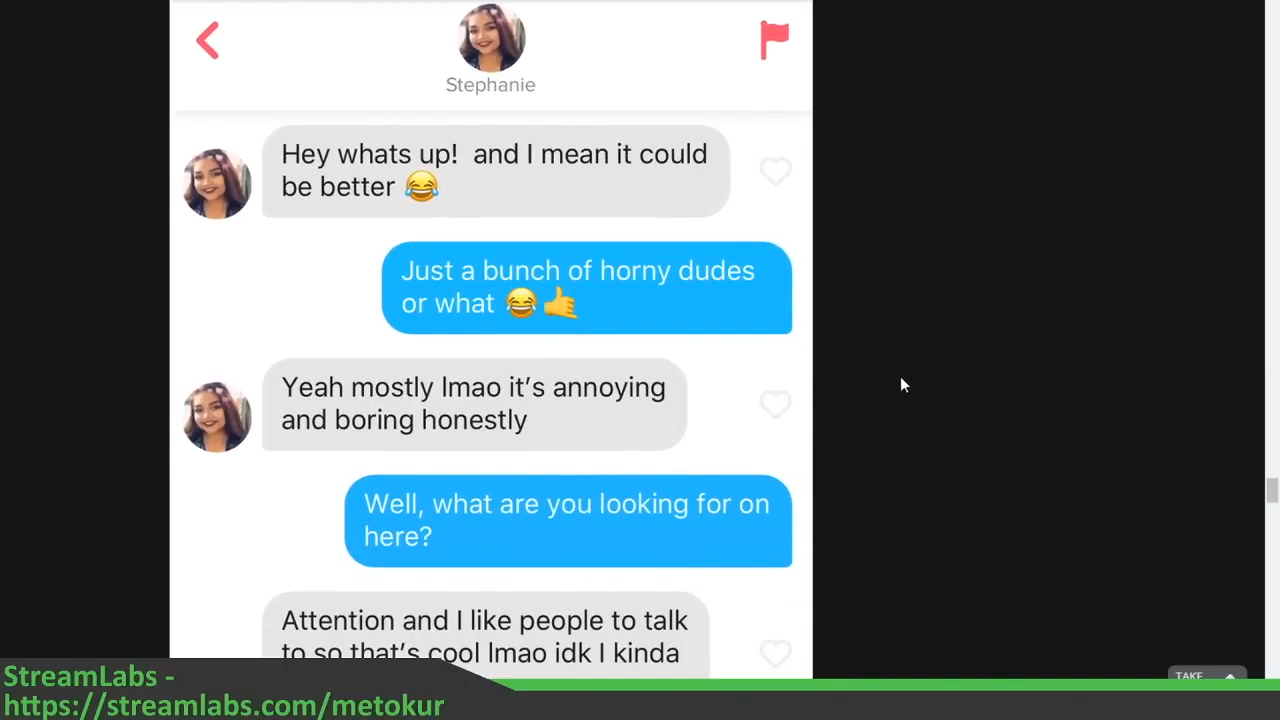 Stephanie
Hey whats up!  and I mean it could
be better 😂
Just a bunch of horny dudes
or what 😂🤙
Yeah mostly lmao it’s annoying
and boring honestly
Well, what are you looking for on
here?
Attention and I like people to talk
to so that’s cool lmao idk I kinda
TAKE
StreamLabs -
https://streamlabs.com/metokur